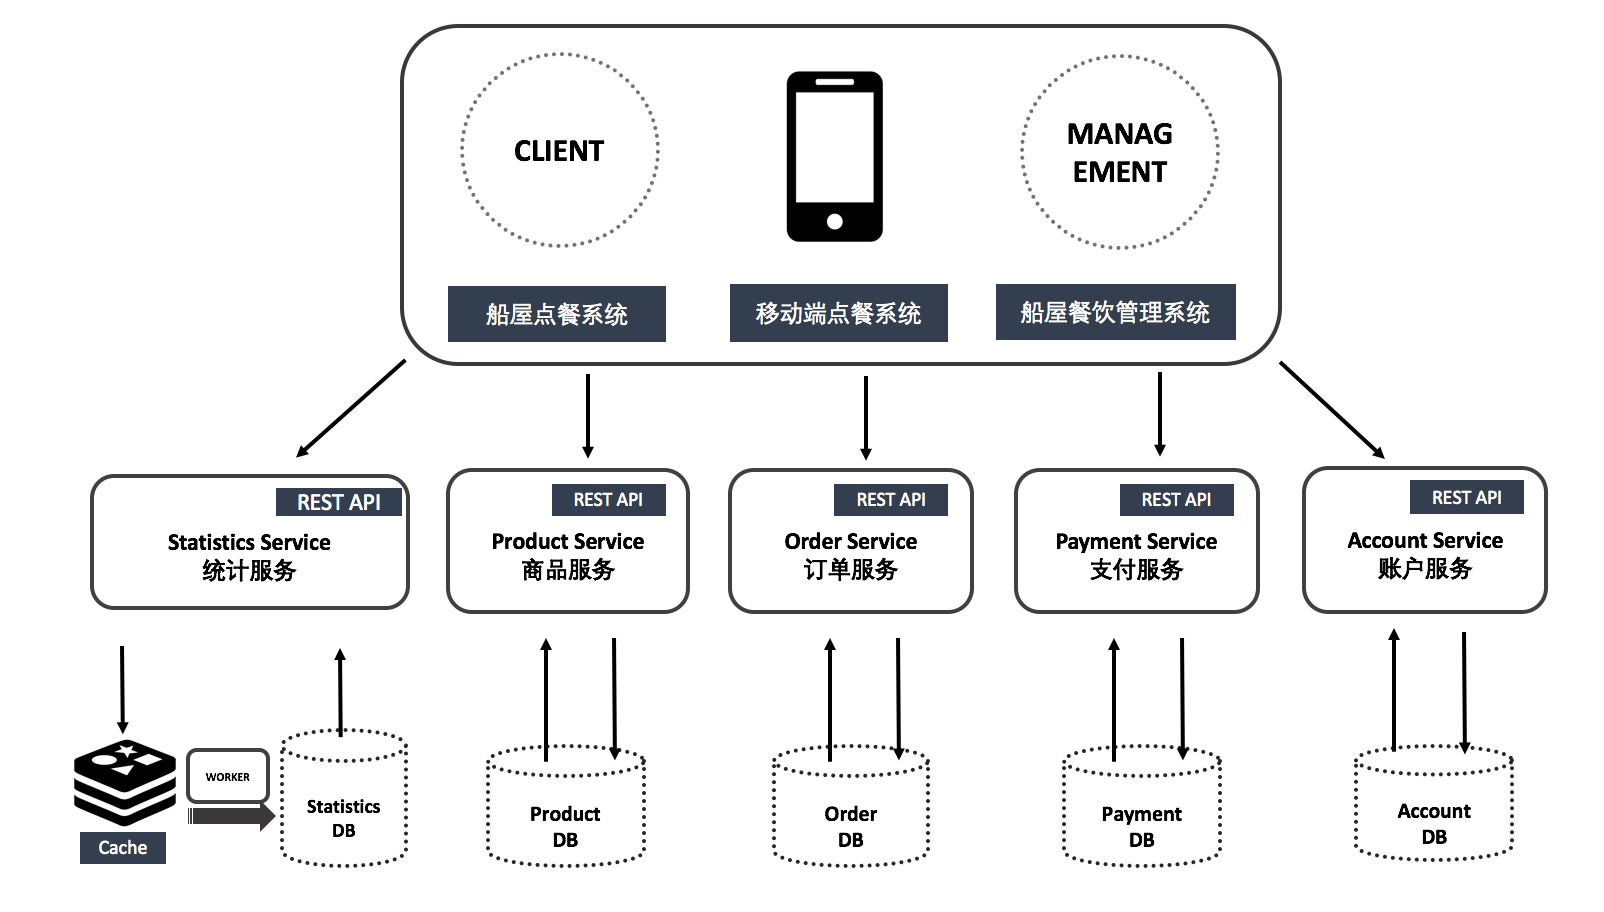 CLIENT
MANAG
EMENT
船屋点餐系统
移动端点餐系统
船屋餐饮管理系统
REST API
Statistics Service
统计服务
REST API
Product Service
商品服务
REST API
Order Service
订单服务
REST API
Payment Service
支付服务
REST API
Account Service
账户服务
Cache
WORKER
Statistics
DB
Product
DB
Order
DB
Payment
DB
Account
DB